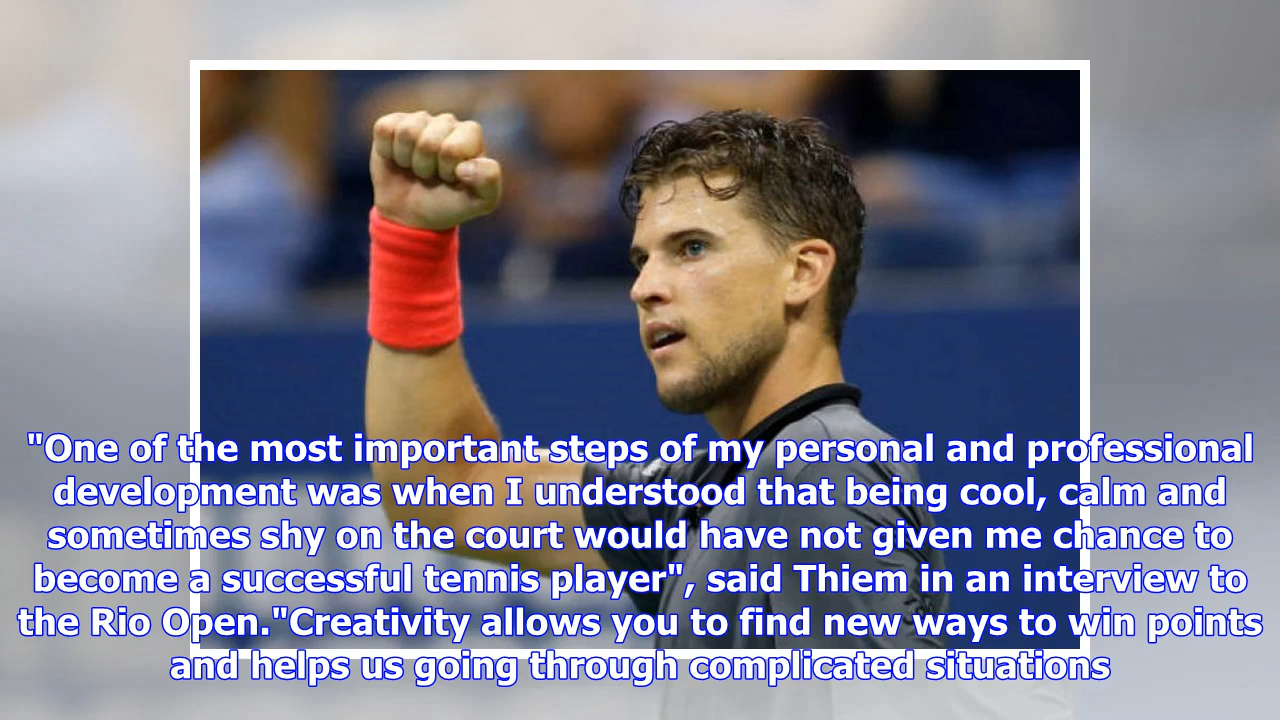 "One of the most important steps of my personal and professional
development was when I understood that being cool, calm and
sometimes shy on the court would have not given me chance to
become a successful tennis player", said Thiem in an interview to
the Rio Open."Creativity allows you to find new ways to win points
and helps us going through complicated situations